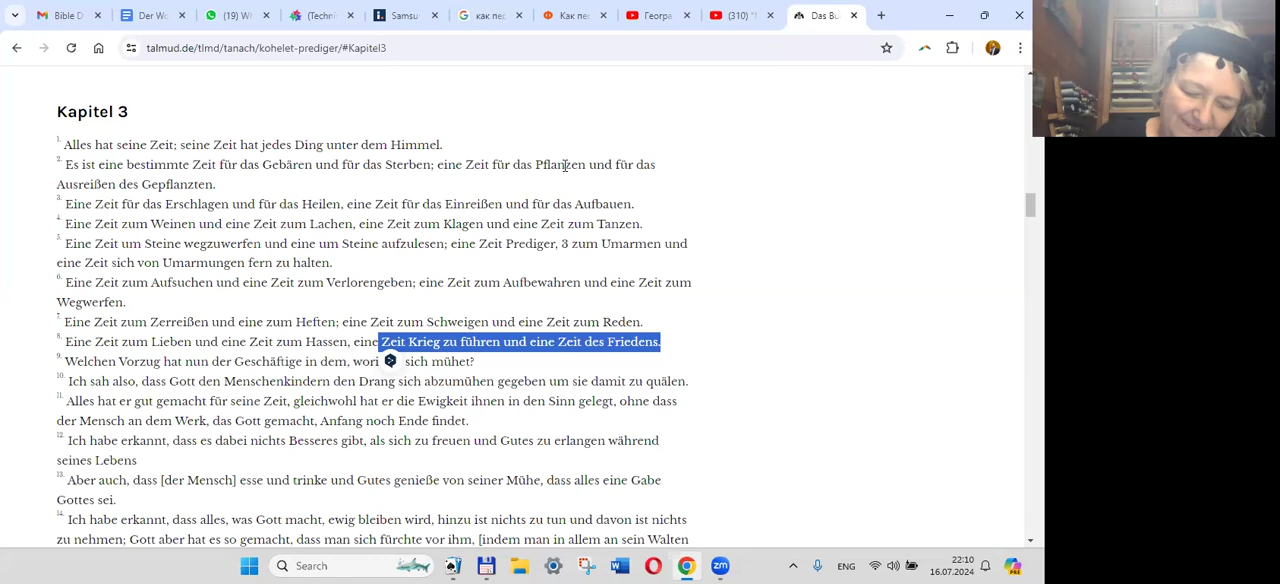 Bible D
Der Wo
(19) W
(Techni
Samsu
как пес
Как пе
Геогра
(310) "
Das Bü
talmud.de/tlmd/tanach/kohelet-prediger/#Kapitel3
Kapitel 3
1. Alles hat seine Zeit; seine Zeit hat jedes Ding unter dem Himmel.
2. Es ist eine bestimmte Zeit für das Gebären und für das Sterben; eine Zeit für das Pflanzen und für das
Ausreißen des Gepflanzten.
3. Eine Zeit für das Erschlagen und für das Heilen, eine Zeit für das Einreißen und für das Aufbauen.
4. Eine Zeit zum Weinen und eine Zeit zum Lachen, eine Zeit zum Klagen und eine Zeit zum Tanzen.
5. Eine Zeit um Steine wegzuwerfen und eine um Steine aufzulesen; eine Zeit Prediger, 3 zum Umarmen und
eine Zeit sich von Umarmungen fern zu halten.
6. Eine Zeit zum Aufsuchen und eine Zeit zum Verlorengeben; eine Zeit zum Aufbewahren und eine Zeit zum
Wegwerfen.
7. Eine Zeit zum Zerreißen und eine zum Heften; eine Zeit zum Schweigen und eine Zeit zum Reden.
8. Eine Zeit zum Lieben und eine Zeit zum Hassen, eine Zeit Krieg zu führen und eine Zeit des Friedens.
9. Welchen Vorzug hat nun der Geschäftige in dem, wori sich mühet?
10. Ich sah also, dass Gott den Menschenkindern den Drang sich abzumühen gegeben um sie damit zu quälen.
11. Alles hat er gut gemacht für seine Zeit, gleichwohl hat er die Ewigkeit ihnen in den Sinn gelegt, ohne dass
der Mensch an dem Werk, das Gott gemacht, Anfang noch Ende findet.
12. Ich habe erkannt, dass es dabei nichts Besseres gibt, als sich zu freuen und Gutes zu erlangen während
seines Lebens
13. Aber auch, dass [der Mensch] esse und trinke und Gutes genieße von seiner Mühe, dass alles eine Gabe
Gottes sei.
14. Ich habe erkannt, dass alles, was Gott macht, ewig bleiben wird, hinzu ist nichts zu tun und davon ist nichts
zu nehmen; Gott aber hat es so gemacht, dass man sich fürchte vor ihm, [indem man in allem an sein Walten
Search
zm
ENG
22:10
16.07.2024
PRE